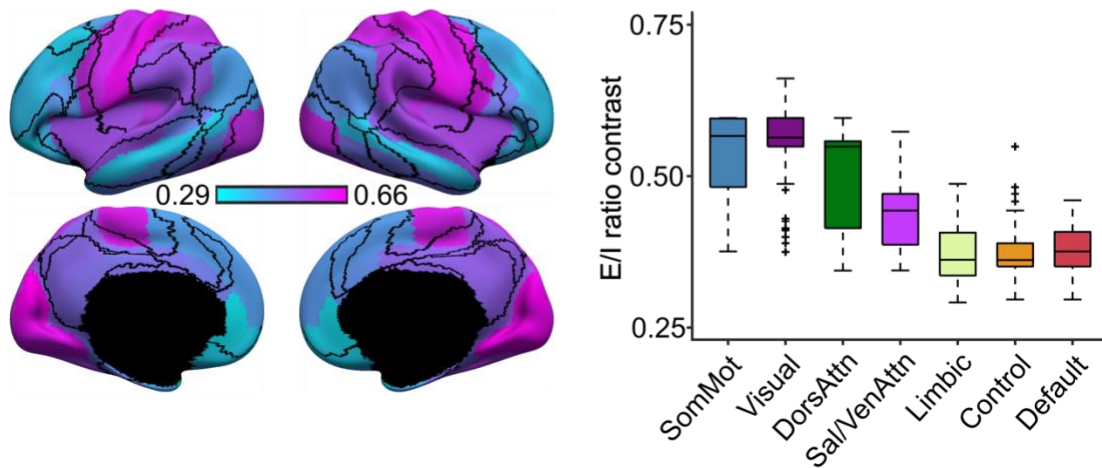 0.29 0.66
E/I ratio contrast
0.75
0.50
0.25
SomMot
Visual
DorsAttn
Sal/VenAttn
Limbic
Control
Default